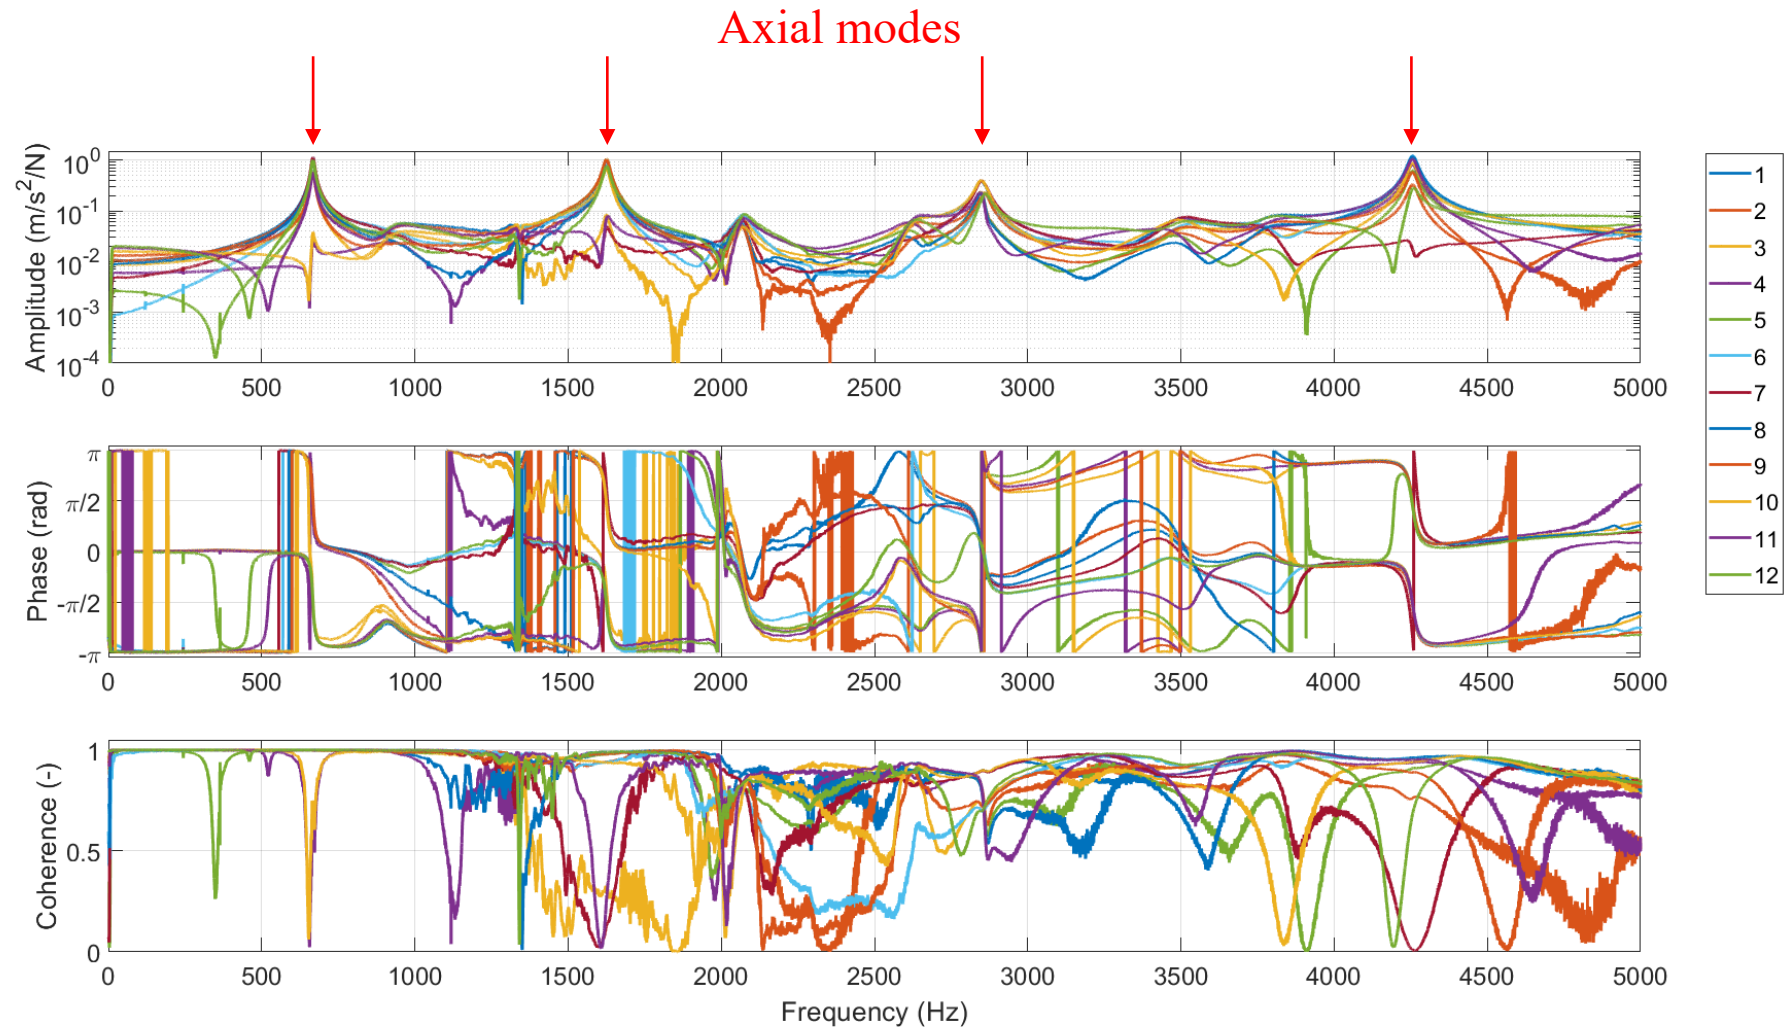 Axial modes
Amplitude (m/s²/N)
10⁰
10⁻¹
10⁻²
10⁻³
10⁻⁴
0 500 1000 1500 2000 2500 3000 3500 4000 4500 5000
Phase (rad)
π
π/2
0
-π/2
-π
0 500 1000 1500 2000 2500 3000 3500 4000 4500 5000
Coherence (-)
1
0.5
0
0 500 1000 1500 2000 2500 3000 3500 4000 4500 5000
Frequency (Hz)
1
2
3
4
5
6
7
8
9
10
11
12